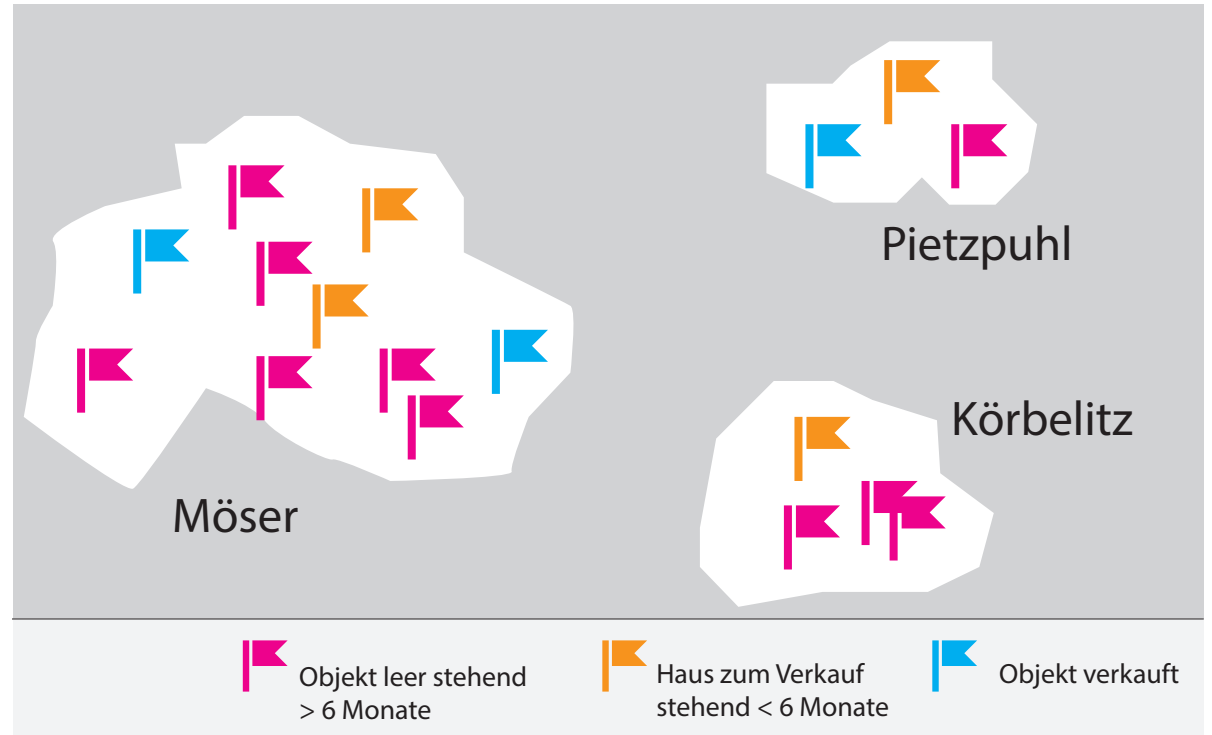 Pietzpuhl
Körbelitz
Möser
Objekt leer stehend
> 6 Monate
Haus zum Verkauf
stehend < 6 Monate
Objekt verkauft